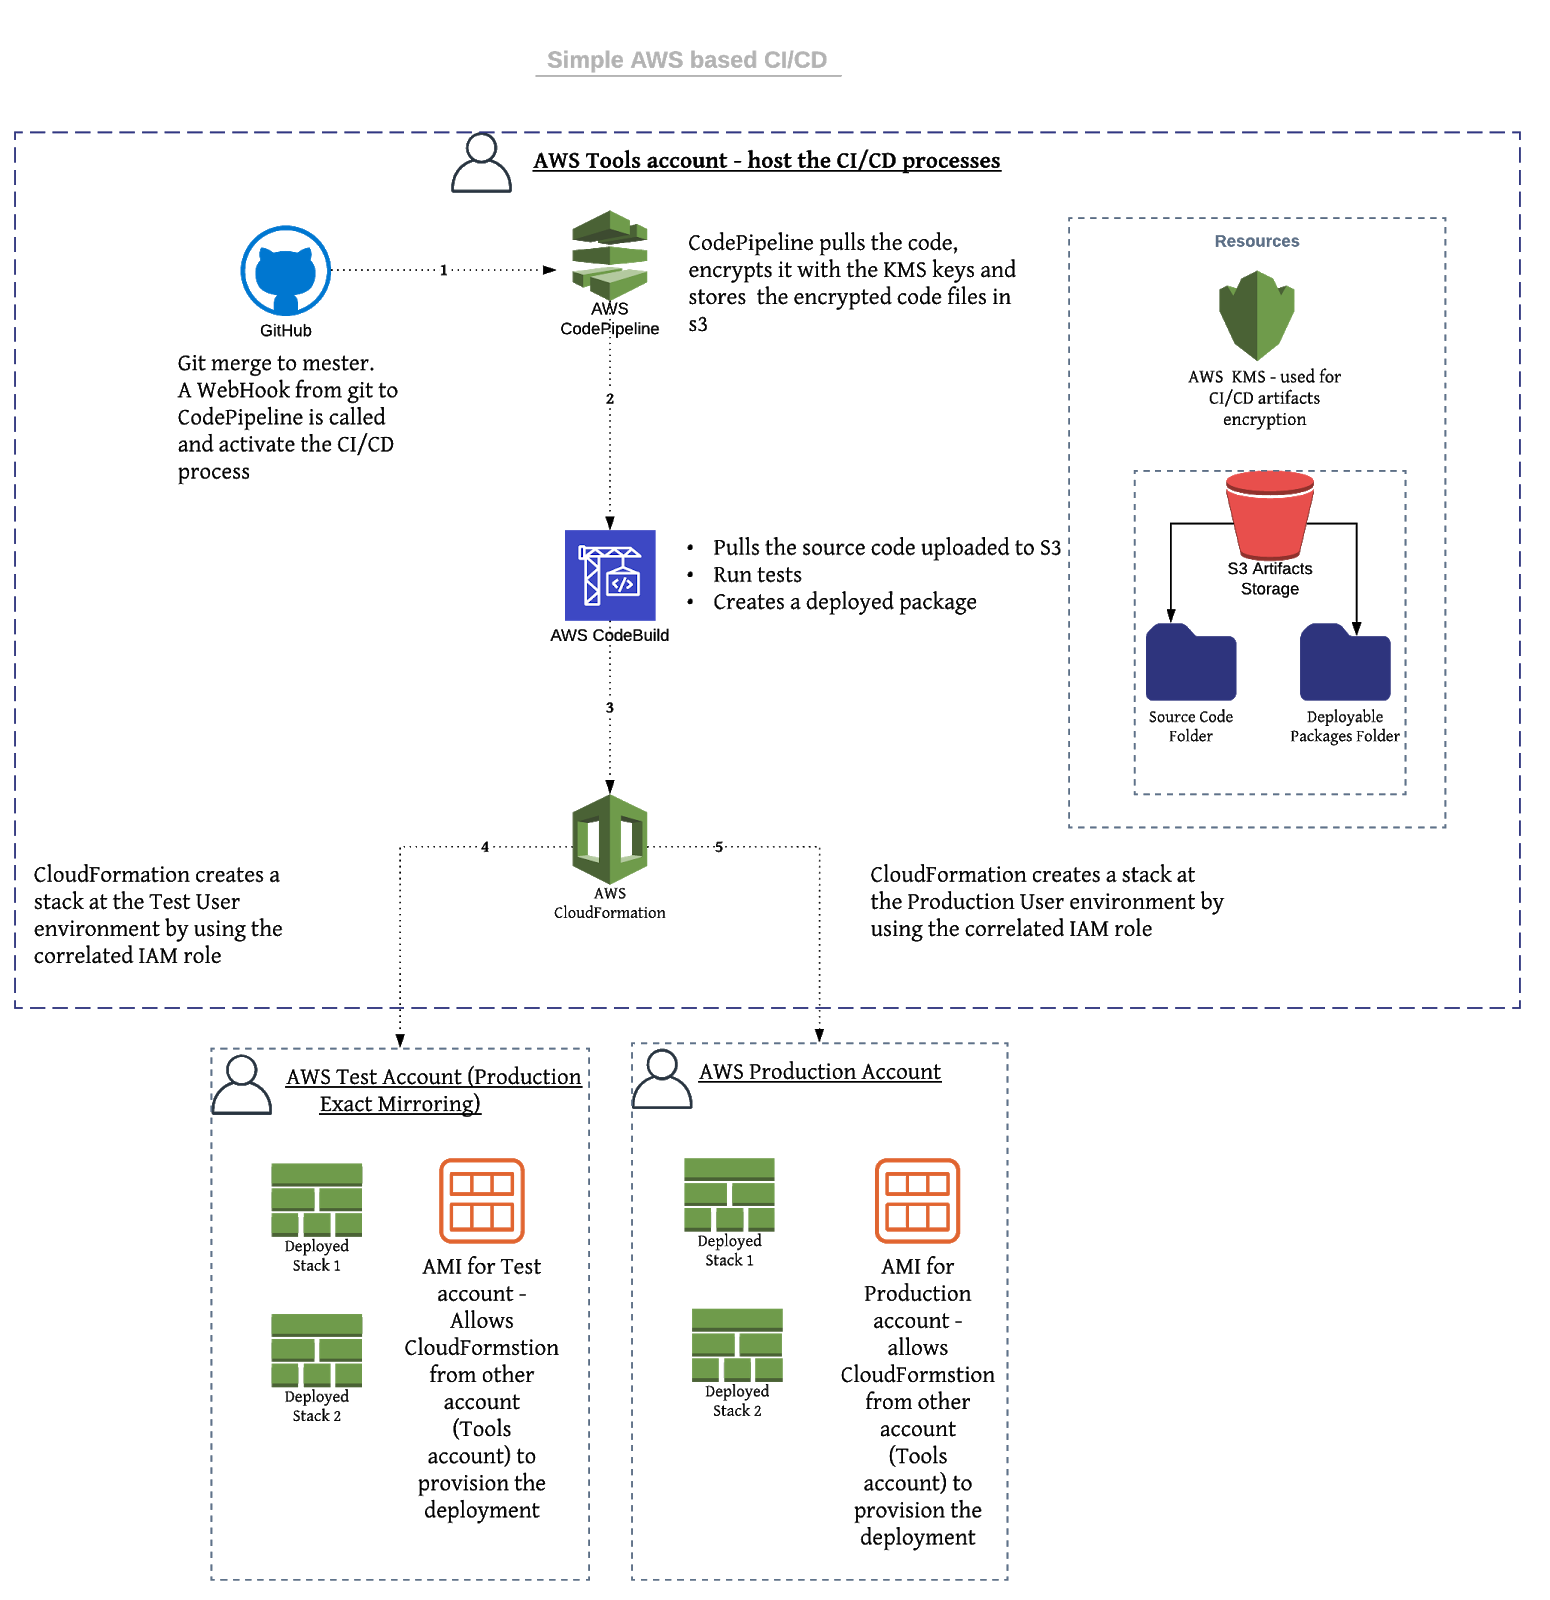 Simple AWS based CI/CD
AWS Tools account - host the CI/CD processes
GitHub
Git merge to mester.
A WebHook from git to
CodePipeline is called
and activate the CI/CD
process
1
AWS
CodePipeline
CodePipeline pulls the code,
encrypts it with the KMS keys and
stores  the encrypted code files in
s3
2
AWS CodeBuild
• Pulls the source code uploaded to S3
• Run tests
• Creates a deployed package
3
Resources
AWS  KMS - used for
CI/CD artifacts
encryption
S3 Artifacts
Storage
Source Code
Folder
Deployable
Packages Folder
4
5
AWS
CloudFormation
CloudFormation creates a
stack at the Test User
environment by using the
correlated IAM role
CloudFormation creates a stack at
the Production User environment by
using the correlated IAM role
AWS Test Account (Production
Exact Mirroring)
Deployed
Stack 1
Deployed
Stack 2
AMI for Test
account -
Allows
CloudFormstion
from other
account
(Tools
account) to
provision the
deployment
AWS Production Account
Deployed
Stack 1
Deployed
Stack 2
AMI for
Production
account -
allows
CloudFormstion
from other
account
(Tools
account) to
provision the
deployment